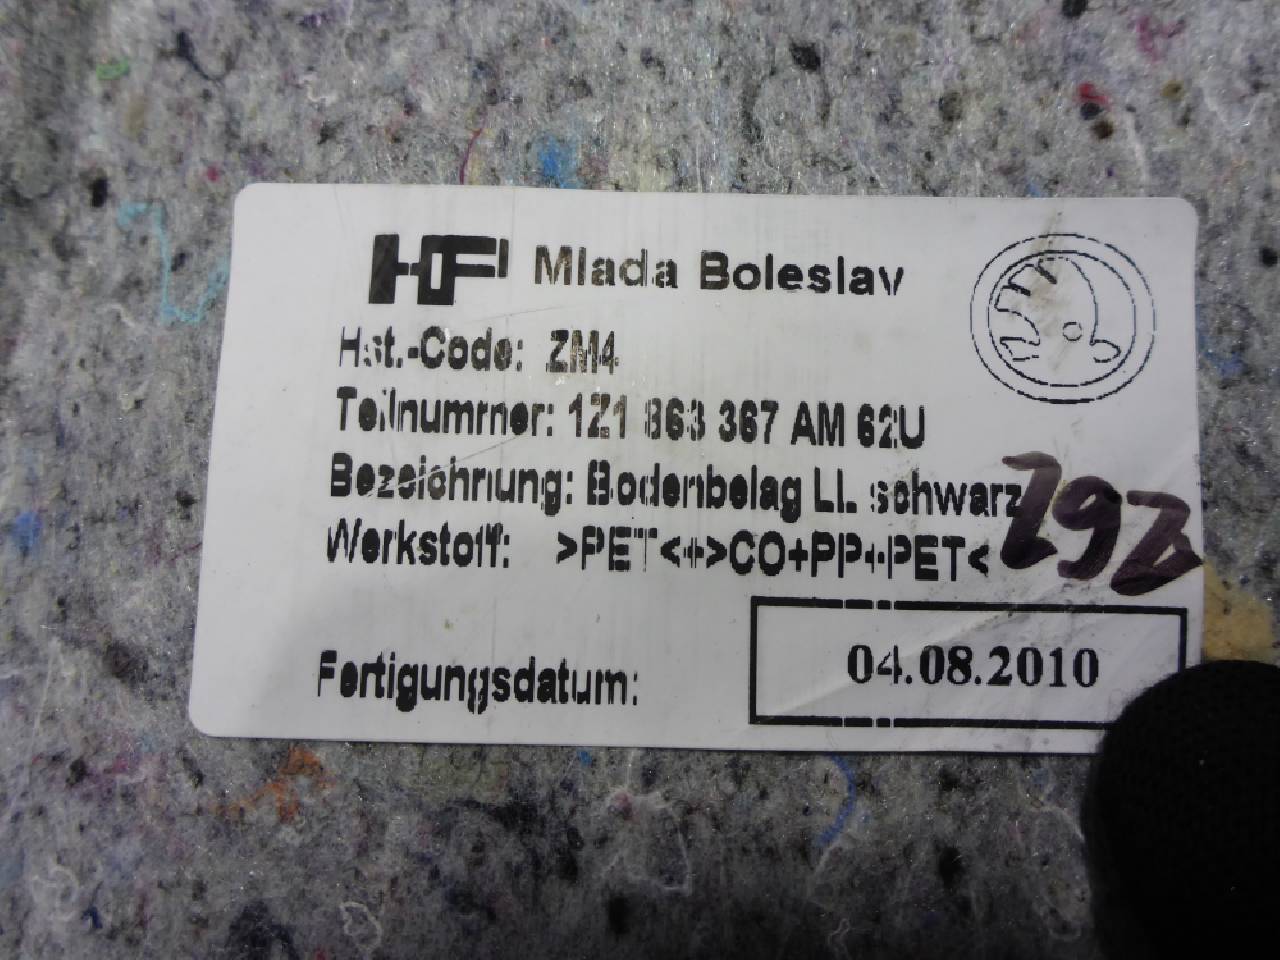 HFI Mlada Boleslav
Hst.-Code: ZM4
Teilnummer: 1Z1 863 367 AM 62U
Bezeichnung: Bodenbelag LL schwarz
Werkstoff: >PET<+>CO+PP+PET<
Fertigungsdatum: 04.08.2010